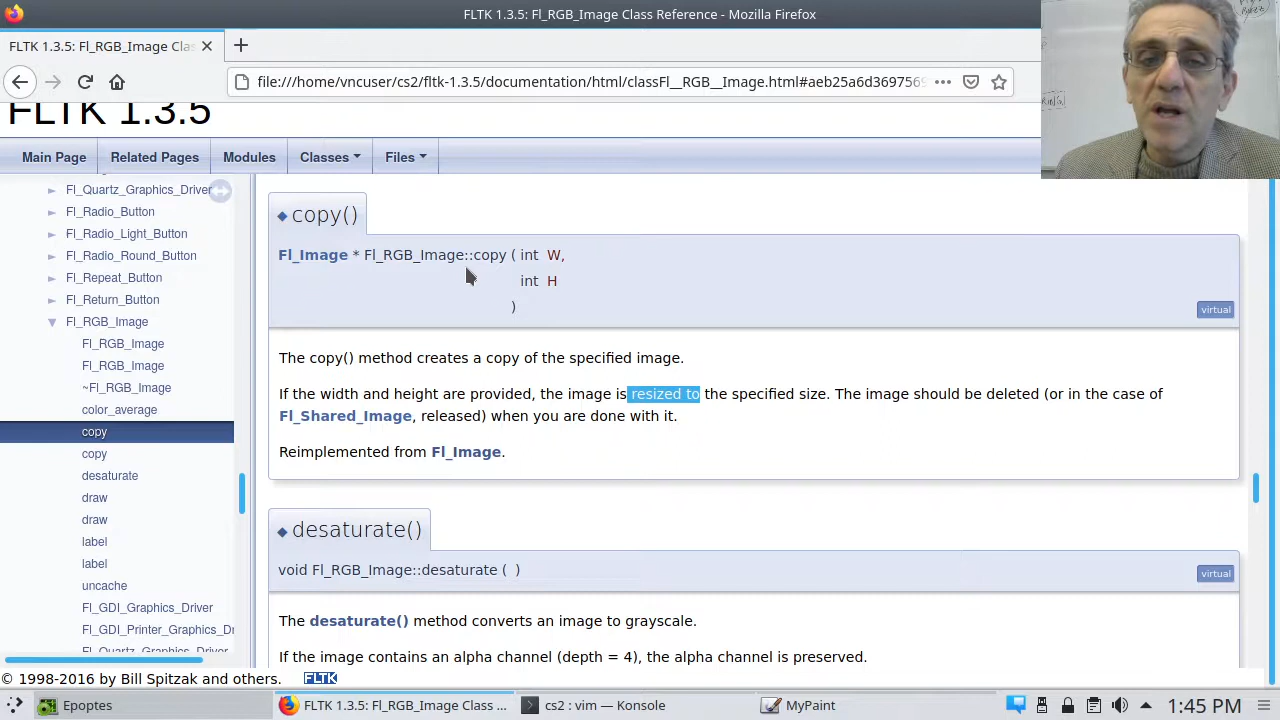 FLTK 1.3.5: Fl_RGB_Image Class Reference - Mozilla Firefox
FLTK 1.3.5: Fl_RGB_Image Clas
file:///home/vncuser/cs2/fltk-1.3.5/documentation/html/classFl__RGB__Image.html#aeb25a6d3697569
FLTK 1.3.5
Main Page Related Pages Modules Classes Files
Fl_Quartz_Graphics_Driver
Fl_Radio_Button
Fl_Radio_Light_Button
Fl_Radio_Round_Button
Fl_Repeat_Button
Fl_Return_Button
Fl_RGB_Image
Fl_RGB_Image
Fl_RGB_Image
~Fl_RGB_Image
color_average
copy
copy
desaturate
draw
draw
label
label
uncache
Fl_GDI_Graphics_Driver
Fl_GDI_Printer_Graphics_Dr
Fl_Quartz_Graphics_Driver
◆ copy()
Fl_Image * Fl_RGB_Image::copy ( int W,
int H
)
virtual
The copy() method creates a copy of the specified image.
If the width and height are provided, the image is resized to the specified size. The image should be deleted (or in the case of
Fl_Shared_Image, released) when you are done with it.
Reimplemented from Fl_Image.
◆ desaturate()
void Fl_RGB_Image::desaturate ( )
virtual
The desaturate() method converts an image to grayscale.
If the image contains an alpha channel (depth = 4), the alpha channel is preserved.
© 1998-2016 by Bill Spitzak and others. FLTK
Epoptes
FLTK 1.3.5: Fl_RGB_Image Class ...
cs2 : vim — Konsole
MyPaint
1:45 PM